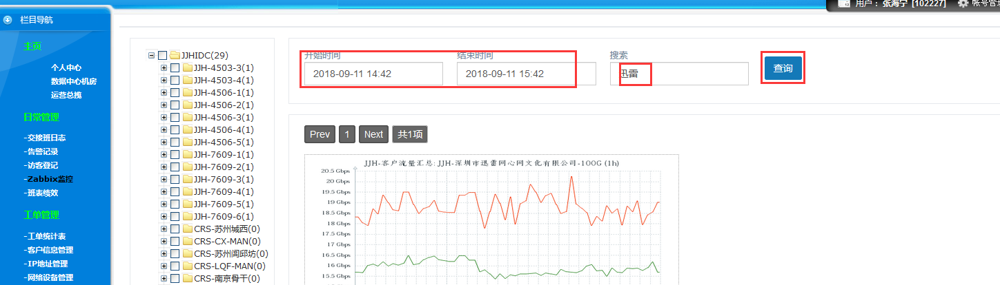 用户： 张海宁 [102227]
帐号管理
栏目导航
主页
个人中心
数据中心机房
运营总揽
日常管理
-交接班日志
-告警记录
-访客登记
-Zabbix监控
-班表绩效
工单管理
-工单统计表
-客户信息管理
-IP地址管理
-网络设备管理
JJHIDC(29)
JJH-4503-3(1)
JJH-4503-4(1)
JJH-4506-1(1)
JJH-4506-2(1)
JJH-4506-3(1)
JJH-4506-4(1)
JJH-4506-5(1)
JJH-7609-1(1)
JJH-7609-2(1)
JJH-7609-3(1)
JJH-7609-4(1)
JJH-7609-5(1)
JJH-7609-6(1)
CRS-苏州城西(0)
CRS-CX-MAN(0)
CRS-苏州阊邱坊(0)
CRS-LQF-MAN(0)
CRS-南京骨干(0)
开始时间 结束时间 搜索
2018-09-11 14:42 2018-09-11 15:42 迅雷 查询
Prev 1 Next 共1项
JJH-客户流量汇总: JJH-深圳市迅雷网心网文化有限公司-100G (1h)
20.5 Gbps
20 Gbps
19.5 Gbps
19 Gbps
18.5 Gbps
18 Gbps
17.5 Gbps
17 Gbps
16.5 Gbps
16 Gbps
15.5 Gbps